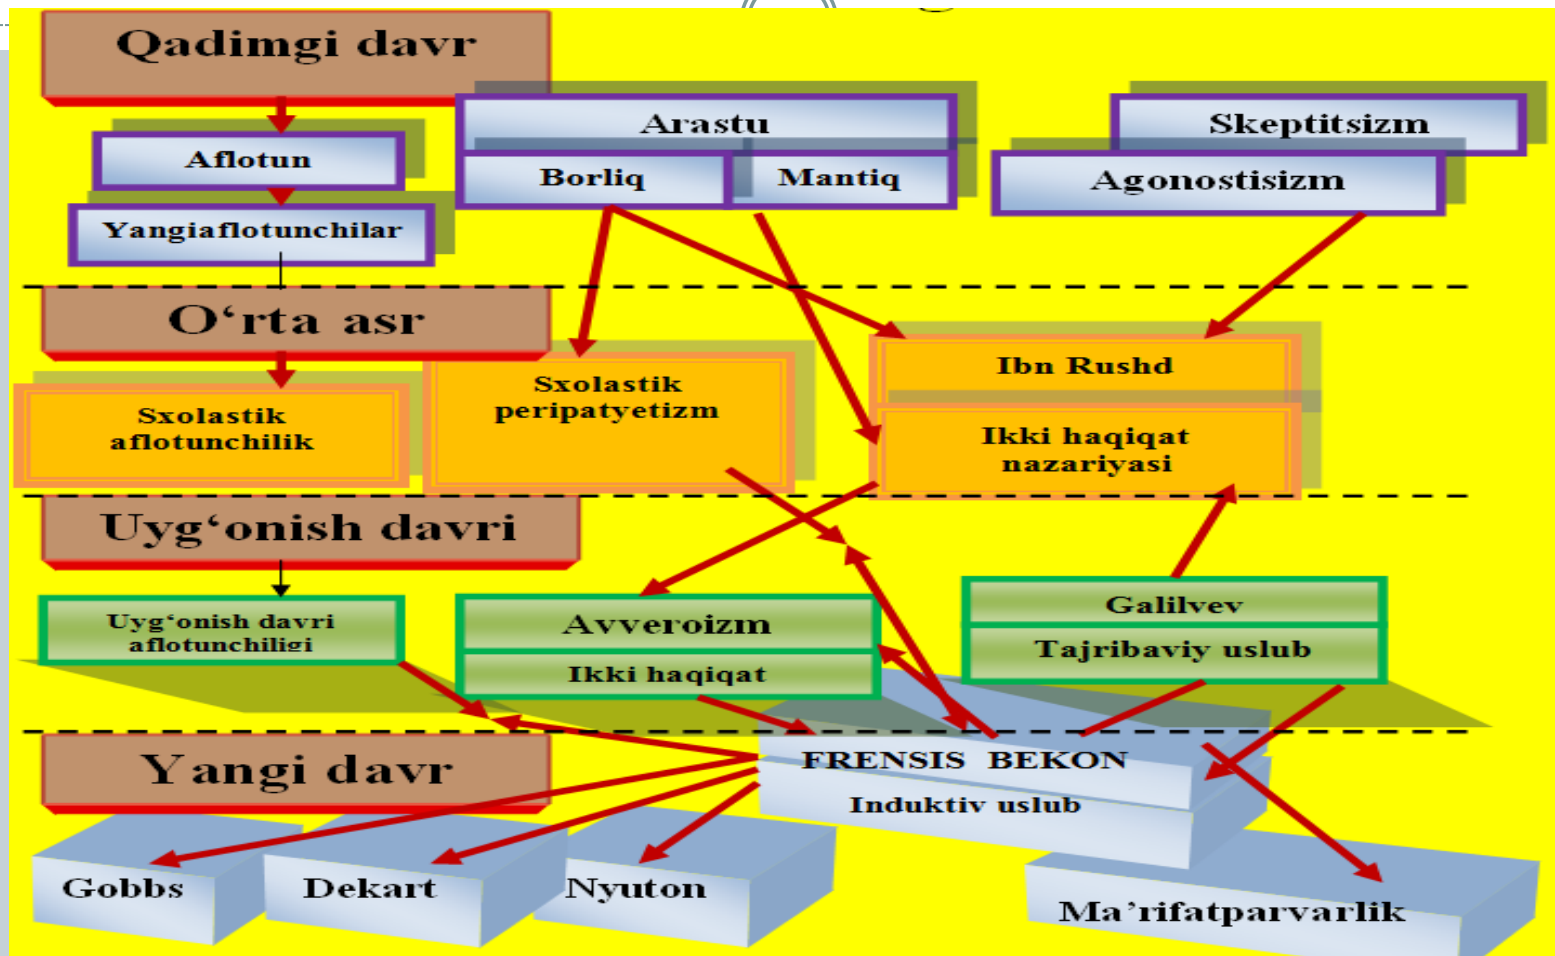 Qadimgi davr
Arastu
Skeptitsizm
Aflotun
Borliq
Mantiq
Agonostisizm
Yangiaflotunchilar
O‘rta asr
Ibn Rushd
Sxolastik
peripatyetizm
Sxolastik
aflotunchilik
Ikki haqiqat
nazariyasi
Uyg‘onish davri
Uyg‘onish davri
aflotunchiligi
Avveroizm
Ikki haqiqat
Galilvev
Tajribaviy uslub
Yangi davr
FRENSIS BEKON
Induktiv uslub
Gobbs
Dekart
Nyuton
Ma’rifatparvarlik